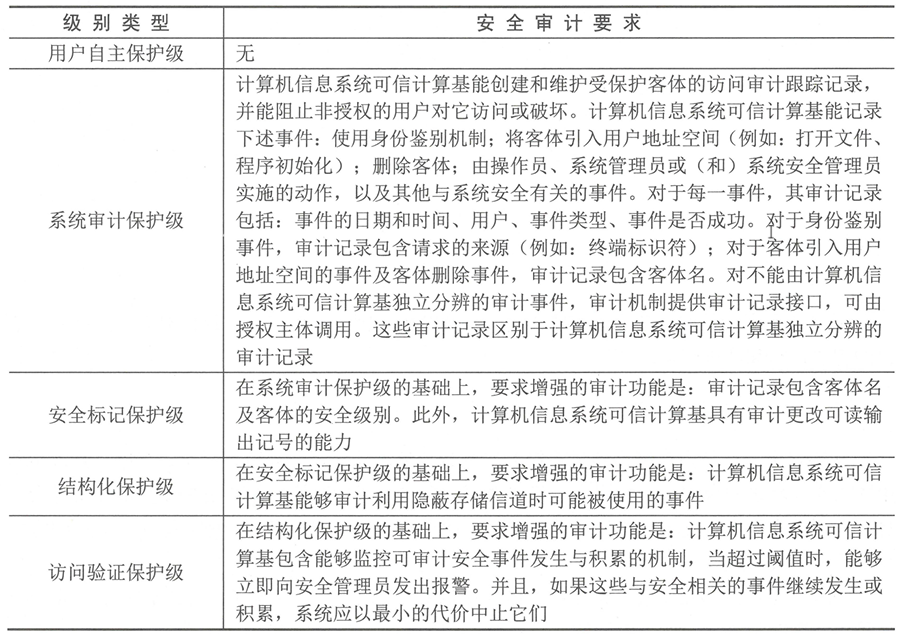 级别类型 安全审计要求
用户自主保护级 无
计算机信息系统可信计算基能创建和维护受保护客体的访问审计跟踪记录，
并能阻止非授权的用户对它访问或破坏。计算机信息系统可信计算基能记录
下述事件：使用身份鉴别机制；将客体引入用户地址空间（例如：打开文件、
程序初始化）；删除客体；由操作员、系统管理员或（和）系统安全管理员
实施的动作，以及其他与系统安全有关的事件。对于每一事件，其审计记录
系统审计保护级 包括：事件的日期和时间、用户、事件类型、事件是否成功。对于身份鉴别
事件，审计记录包含请求的来源（例如：终端标识符）；对于客体引入用户
地址空间的事件及客体删除事件，审计记录包含客体名。对不能由计算机信
息系统可信计算基独立分辨的审计事件，审计机制提供审计记录接口，可由
授权主体调用。这些审计记录区别于计算机信息系统可信计算基独立分辨的
审计记录
在系统审计保护级的基础上，要求增强的审计功能是：审计记录包含客体名
安全标记保护级 及客体的安全级别。此外，计算机信息系统可信计算基具有审计更改可读输
出记号的能力
结构化保护级 在安全标记保护级的基础上，要求增强的审计功能是：计算机信息系统可信
计算基能够审计利用隐蔽存储信道时可能被使用的事件
在结构化保护级的基础上，要求增强的审计功能是：计算机信息系统可信计
访问验证保护级 算基包含能够监控可审计安全事件发生与积累的机制，当超过阈值时，能够
立即向安全管理员发出报警。并且，如果这些与安全相关的事件继续发生或
积累，系统应以最小的代价中止它们